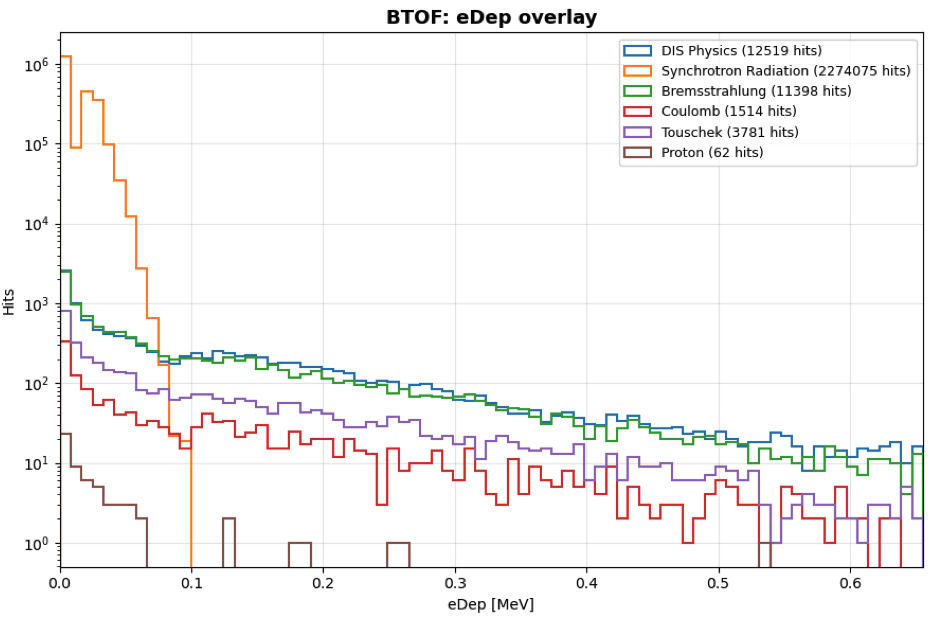 BTOF: eDep overlay
DIS Physics (12519 hits)
Synchrotron Radiation (2274075 hits)
Bremsstrahlung (11398 hits)
Coulomb (1514 hits)
Touschek (3781 hits)
Proton (62 hits)
Hits
10⁶
10⁵
10⁴
10³
10²
10¹
10⁰
0.0 0.1 0.2 0.3 0.4 0.5 0.6
eDep [MeV]